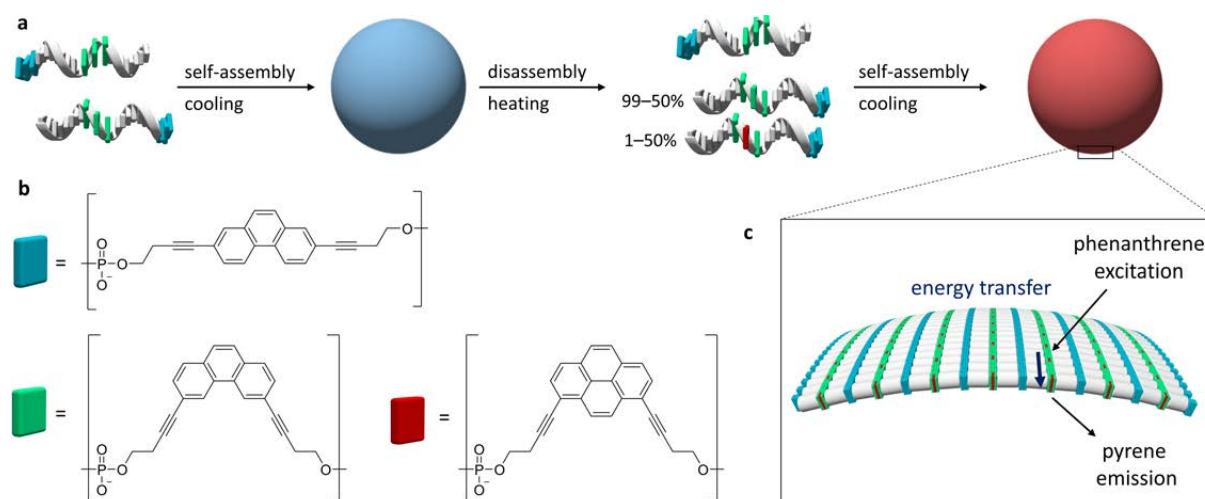 a
self-assembly
cooling
disassembly
heating
99–50%
1–50%
self-assembly
cooling
b
=
O
P
O
O⁻
O
=
O
P
O
O⁻
O
=
O
P
O
O⁻
O
c
phenanthrene
excitation
energy transfer
pyrene
emission